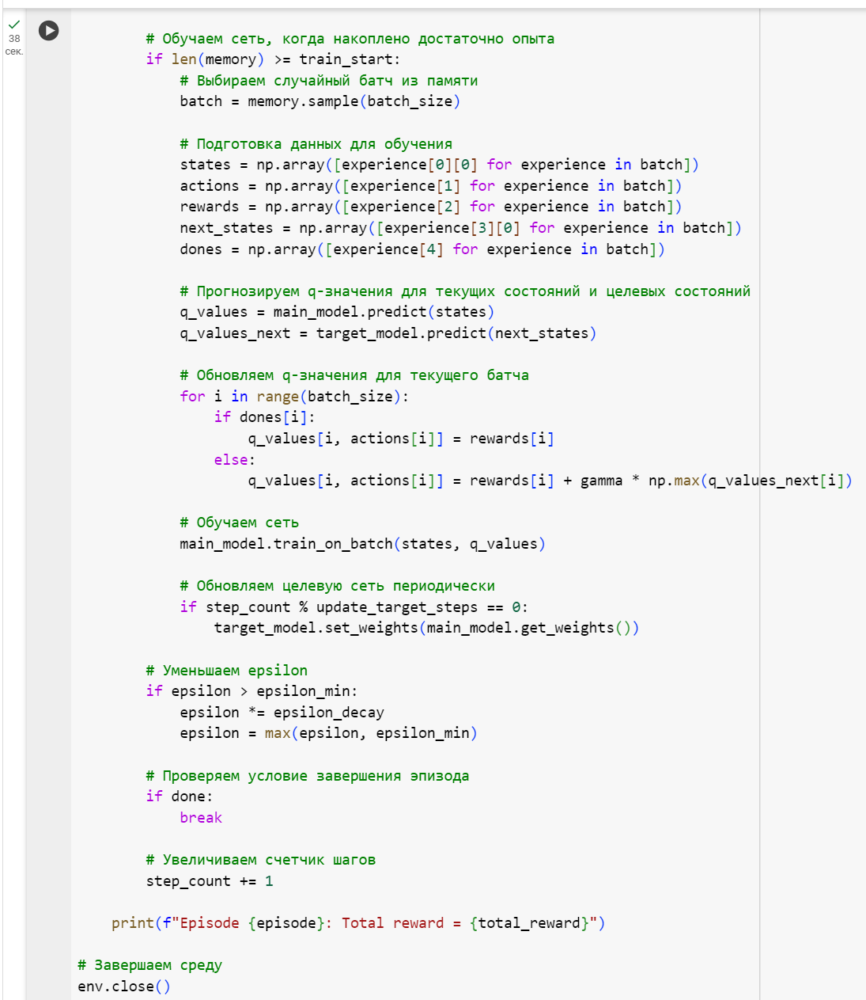 38
сек.
# Обучаем сеть, когда накоплено достаточно опыта
if len(memory) >= train_start:
# Выбираем случайный батч из памяти
batch = memory.sample(batch_size)
# Подготовка данных для обучения
states = np.array([experience[0][0] for experience in batch])
actions = np.array([experience[1] for experience in batch])
rewards = np.array([experience[2] for experience in batch])
next_states = np.array([experience[3][0] for experience in batch])
dones = np.array([experience[4] for experience in batch])
# Прогнозируем q-значения для текущих состояний и целевых состояний
q_values = main_model.predict(states)
q_values_next = target_model.predict(next_states)
# Обновляем q-значения для текущего батча
for i in range(batch_size):
if dones[i]:
q_values[i, actions[i]] = rewards[i]
else:
q_values[i, actions[i]] = rewards[i] + gamma * np.max(q_values_next[i])
# Обучаем сеть
main_model.train_on_batch(states, q_values)
# Обновляем целевую сеть периодически
if step_count % update_target_steps == 0:
target_model.set_weights(main_model.get_weights())
# Уменьшаем epsilon
if epsilon > epsilon_min:
epsilon *= epsilon_decay
epsilon = max(epsilon, epsilon_min)
# Проверяем условие завершения эпизода
if done:
break
# Увеличиваем счетчик шагов
step_count += 1
print(f"Episode {episode}: Total reward = {total_reward}")
# Завершаем среду
env.close()